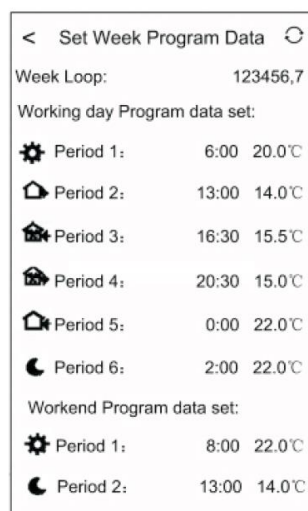 < Set Week Program Data
Week Loop: 123456,7
Working day Program data set:
Period 1: 6:00 20.0℃
Period 2: 13:00 14.0℃
Period 3: 16:30 15.5℃
Period 4: 20:30 15.0℃
Period 5: 0:00 22.0℃
Period 6: 2:00 22.0℃
Workend Program data set:
Period 1: 8:00 22.0℃
Period 2: 13:00 14.0℃